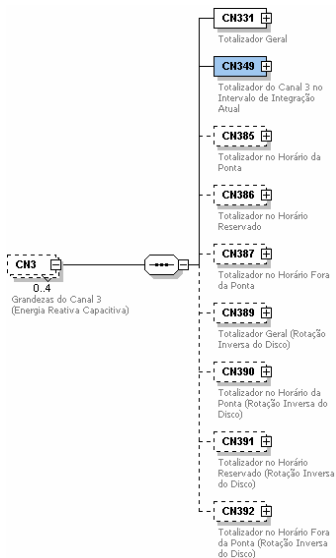 CN331
Totalizador Geral
CN349
Totalizador do Canal 3 no
Intervalo de Integração
Atual
CN385
Totalizador no Horário da
Ponta
CN386
Totalizador no Horário
Reservado
CN387
Totalizador no Horário Fora
da Ponta
CN3
0..4
Grandezas do Canal 3
(Energia Reativa Capacitiva)
CN389
Totalizador Geral (Rotação
Inversa do Disco)
CN390
Totalizador no Horário da
Ponta (Rotação Inversa do
Disco)
CN391
Totalizador no Horário
Reservado (Rotação Inversa
do Disco)
CN392
Totalizador no Horário Fora
da Ponta (Rotação Inversa
do Disco)